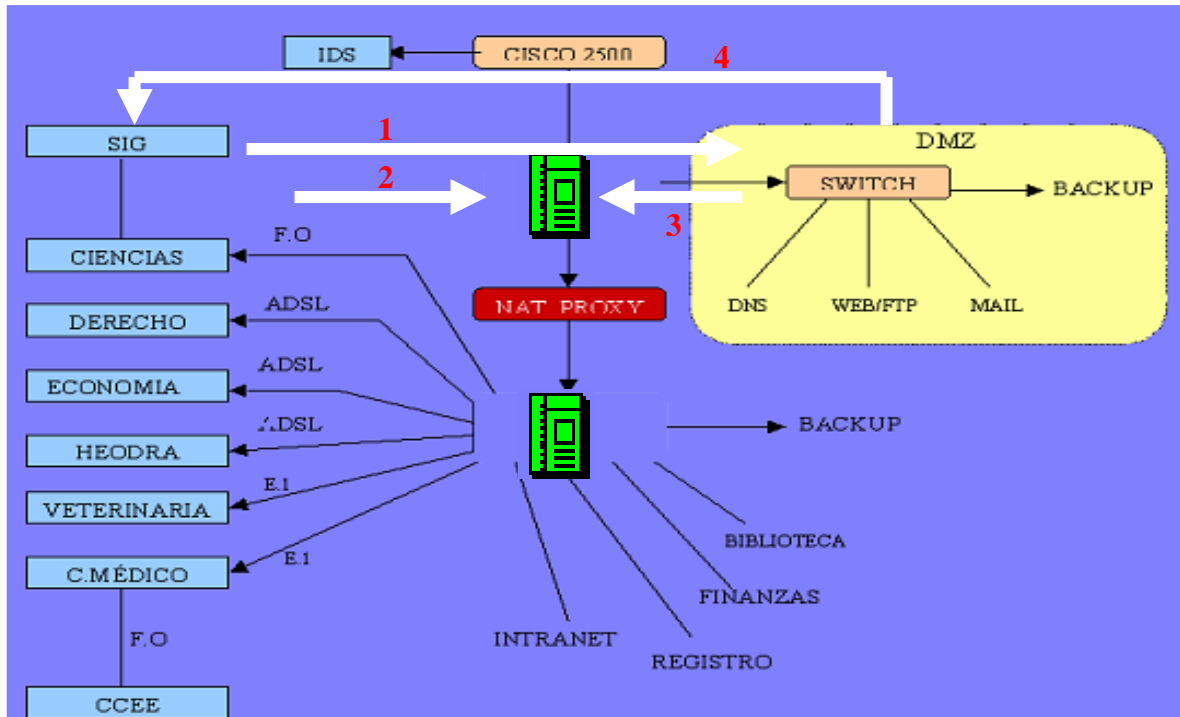 IDS
CISCO 2500
4
SIG
1
DMZ
2
SWITCH
BACKUP
3
F.O
CIENCIAS
DNS
WEB/FTP
MAIL
NAT PROXY
ADSL
DERECHO
ADSL
ECONOMIA
ADSL
HEODRA
BACKUP
E.1
VETERINARIA
BIBLIOTECA
E.1
C.MÉDICO
FINANZAS
F.O
INTRANET
REGISTRO
CCEE